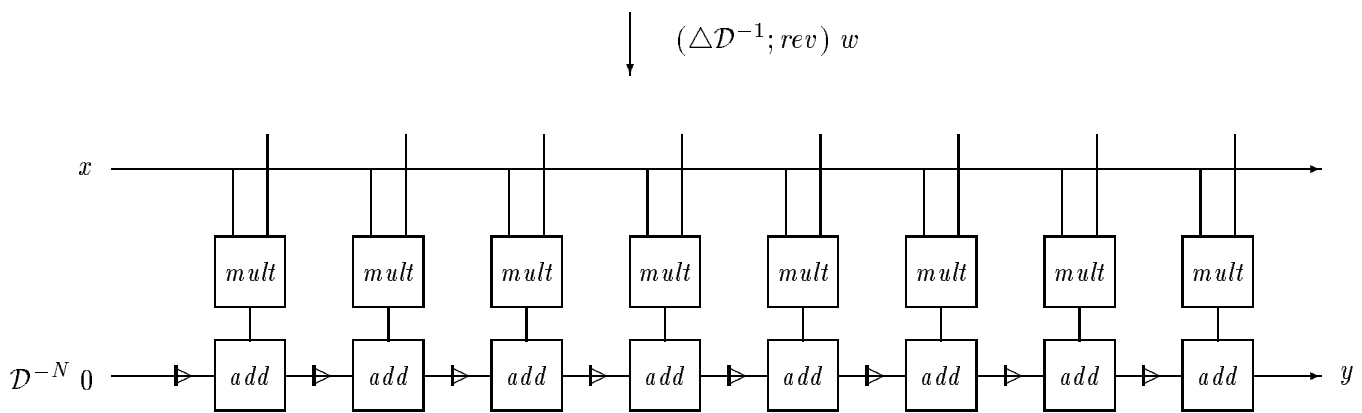 (△𝒟⁻¹; rev) w
x
mult mult mult mult mult mult mult mult
𝒟⁻ᴺ 0 add add add add add add add add y